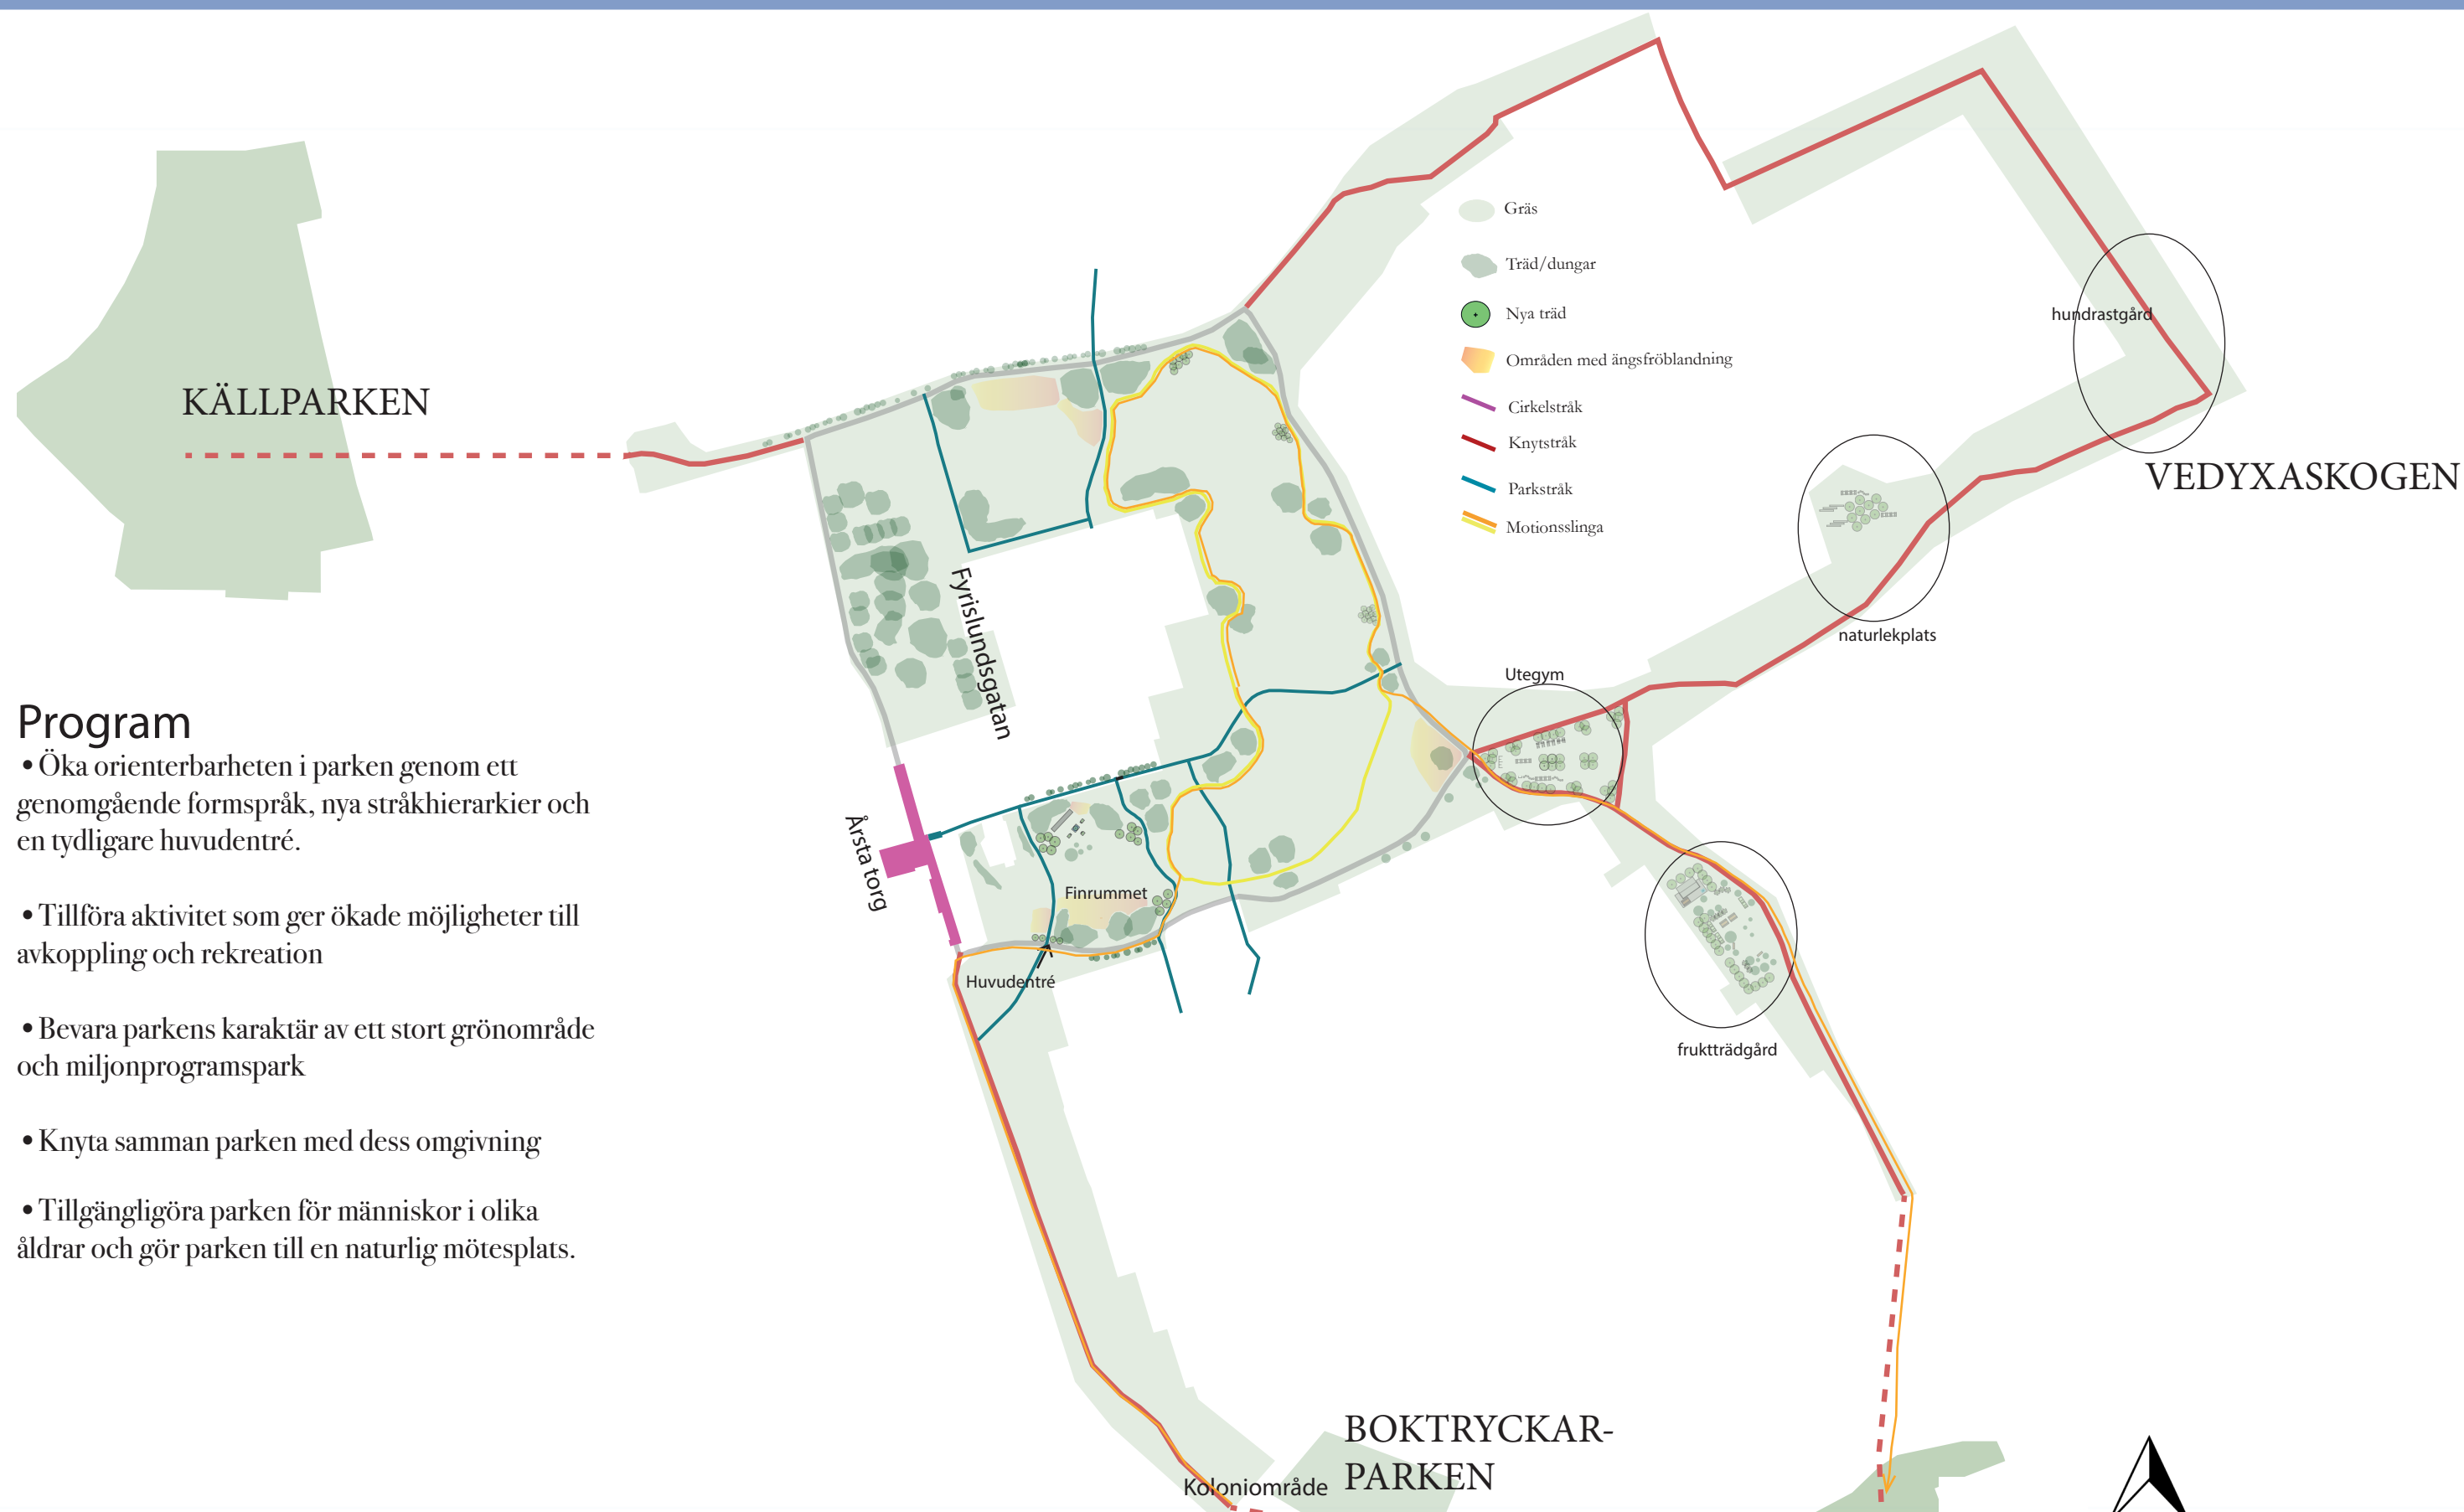 KÄLLPARKEN
Gräs
Träd/dungar
Nya träd
Områden med ängsfröblandning
Cirkelstråk
Knytstråk
Parkstråk
Motionsslinga
hundrastgård
VEDYXASKOGEN
naturlekplats
Utegym
Fyrislundsgatan
Årsta torg
Finrummet
Huvudentré
fruktträdgård
Program
• Öka orienterbarheten i parken genom ett
genomgående formspråk, nya stråkhierarkier och
en tydligare huvudentré.
• Tillföra aktivitet som ger ökade möjligheter till
avkoppling och rekreation
• Bevara parkens karaktär av ett stort grönområde
och miljonprogramspark
• Knyta samman parken med dess omgivning
• Tillgängligöra parken för människor i olika
åldrar och gör parken till en naturlig mötesplats.
BOKTRYCKAR-
PARKEN
Koloniområde